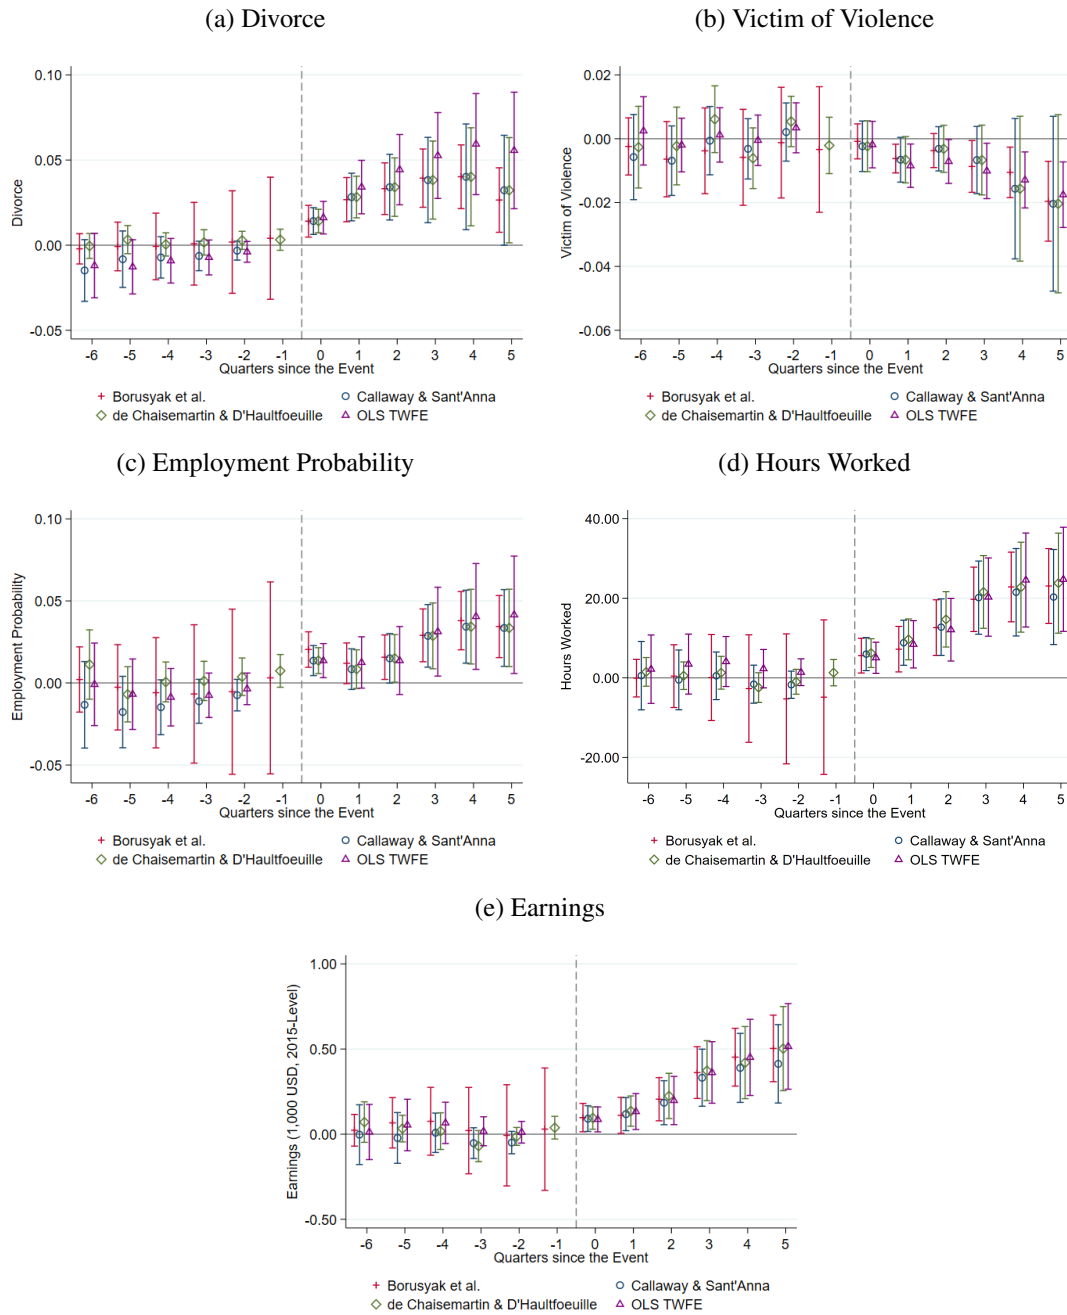 (a) Divorce
(b) Victim of Violence
0.10
0.05
0.00
-0.05
Divorce
-6 -5 -4 -3 -2 -1 0 1 2 3 4 5
Quarters since the Event
Borusyak et al.
Callaway & Sant'Anna
de Chaisemartin & D'Haultfoeuille
OLS TWFE
0.02
0.00
-0.02
-0.04
-0.06
Victim of Violence
-6 -5 -4 -3 -2 -1 0 1 2 3 4 5
Quarters since the Event
Borusyak et al.
Callaway & Sant'Anna
de Chaisemartin & D'Haultfoeuille
OLS TWFE
(c) Employment Probability
(d) Hours Worked
0.10
0.05
0.00
-0.05
Employment Probability
-6 -5 -4 -3 -2 -1 0 1 2 3 4 5
Quarters since the Event
Borusyak et al.
Callaway & Sant'Anna
de Chaisemartin & D'Haultfoeuille
OLS TWFE
40.00
20.00
0.00
-20.00
Hours Worked
-6 -5 -4 -3 -2 -1 0 1 2 3 4 5
Quarters since the Event
Borusyak et al.
Callaway & Sant'Anna
de Chaisemartin & D'Haultfoeuille
OLS TWFE
(e) Earnings
1.00
0.50
0.00
-0.50
Earnings (1,000 USD, 2015-Level)
-6 -5 -4 -3 -2 -1 0 1 2 3 4 5
Quarters since the Event
Borusyak et al.
Callaway & Sant'Anna
de Chaisemartin & D'Haultfoeuille
OLS TWFE